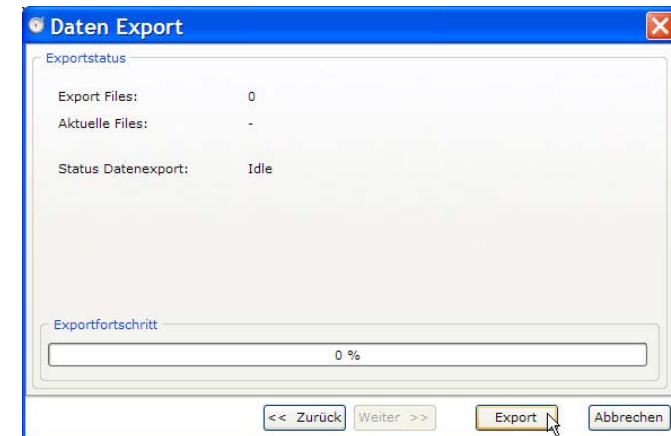 Daten Export
Exportstatus
Export Files: 0
Aktuelle Files: -
Status Datenexport: Idle
Exportfortschritt
0 %
<< Zurück Weiter >> Export Abbrechen